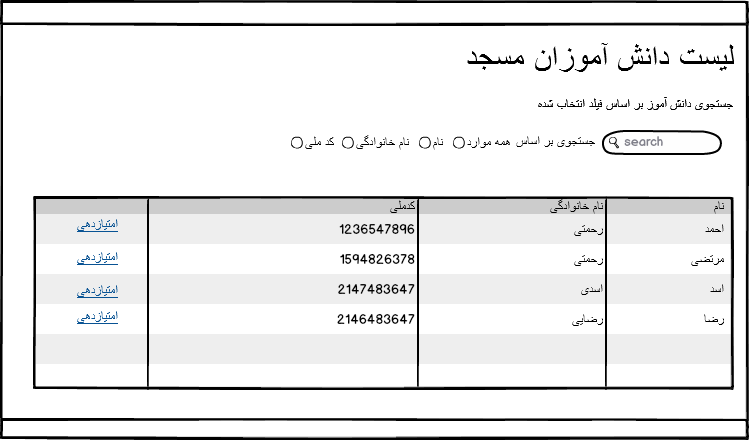 لیست دانش آموزان مسجد
جستجوی دانش آموز بر اساس فیلد انتخاب شده
search جستجوی بر اساس همه موارد نام نام خانوادگی کد ملی
نام نام خانوادگی کدملی
احمد رحمتی 1236547896 امتیازدهی
مرتضی رحمتی 1594826378 امتیازدهی
اسد اسدی 2147483647 امتیازدهی
رضا رضایی 2146483647 امتیازدهی